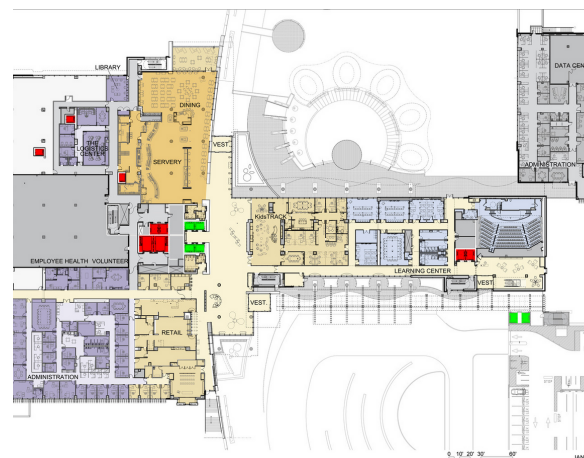 LIBRARY
DATA CEN
DINING
THE
LOGISTICS
CENTER
VEST.
SERVERY
ADMINISTRATION
KidsTRACK
EMPLOYEE HEALTH VOLUNTEER
LEARNING CENTER
VEST
VEST.
RETAIL
ADMINISTRATION
0 10' 20' 30' 60'
JAN